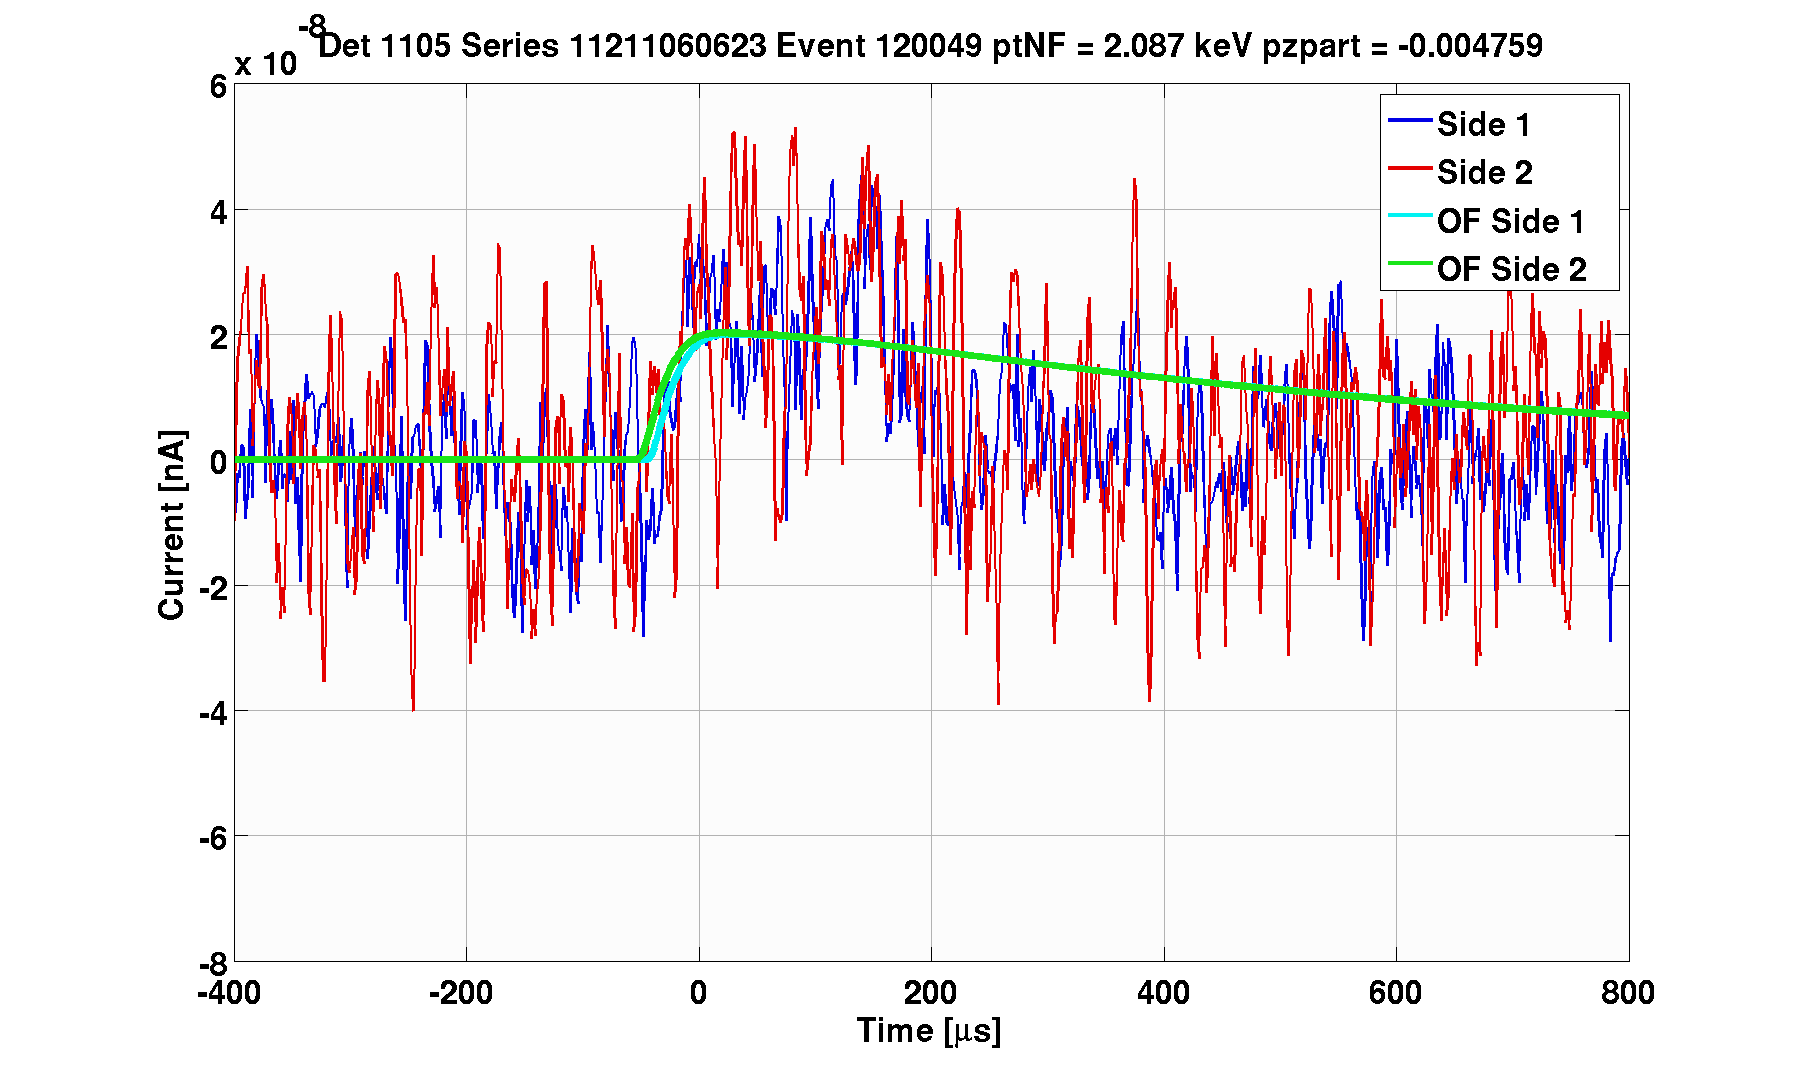 Det 1105 Series 11211060623 Event 120049 ptNF = 2.087 keV pzpart = -0.004759
x 10-8
6
4
2
0
-2
-4
-6
-8
Current [nA]
-400 -200 0 200 400 600 800
Time [μs]
Side 1
Side 2
OF Side 1
OF Side 2